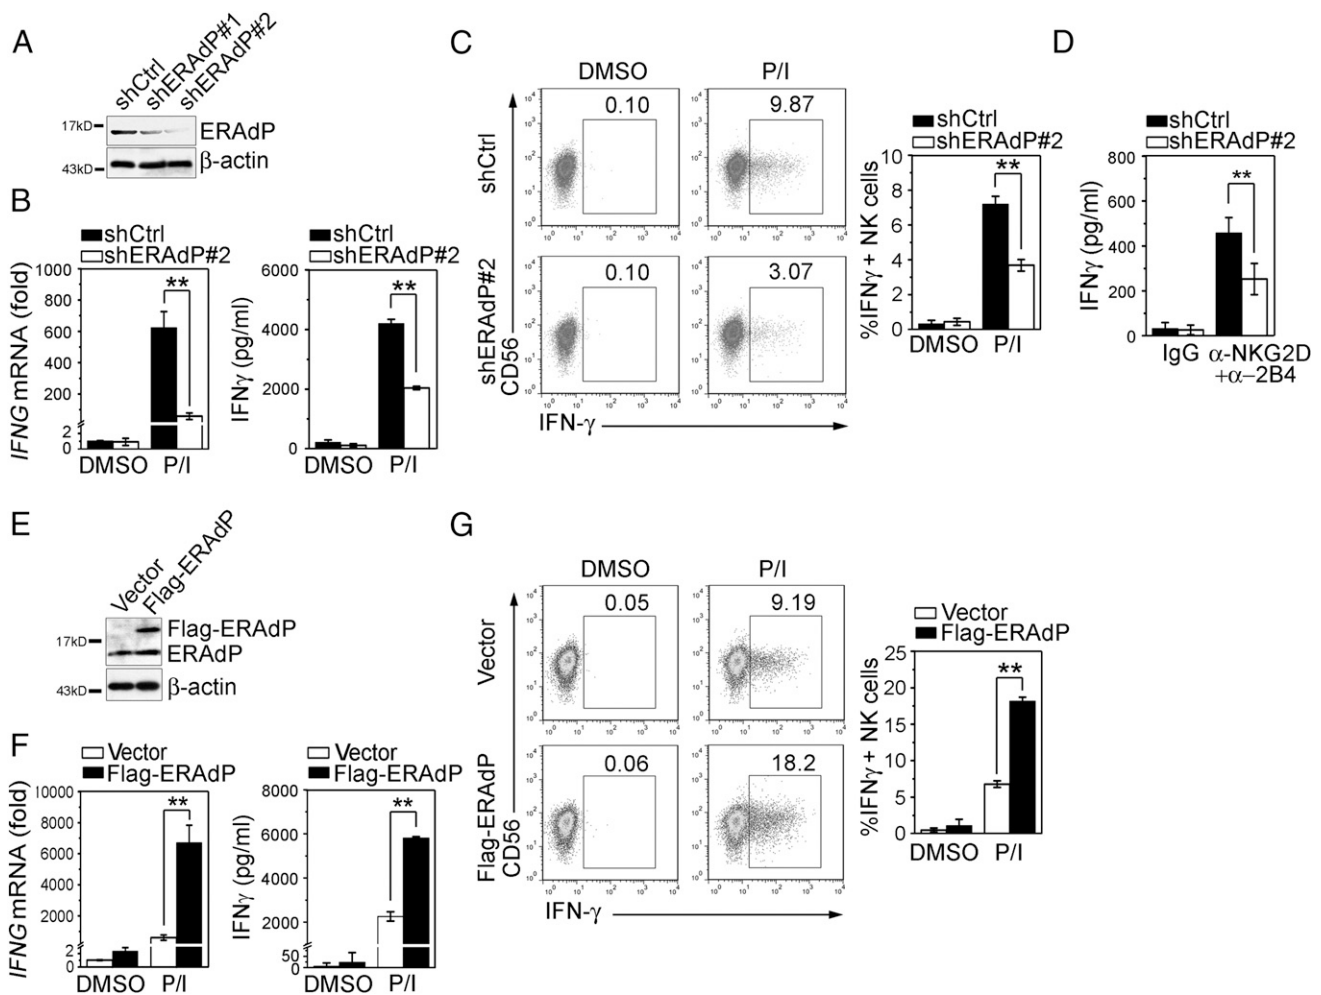 A
shCtrl
shERAdP#1
shERAdP#2
17kD
ERAdP
43kD
β-actin
B
shCtrl
shERAdP#2
IFNG mRNA (fold)
1000
800
600
400
200
2
0
**
DMSO P/I
shCtrl
shERAdP#2
IFNγ (pg/ml)
6000
4000
2000
0
**
DMSO P/I
C
DMSO P/I
shCtrl
0.10
9.87
shERAdP#2
0.10
3.07
CD56
IFN-γ
shCtrl
shERAdP#2
%IFNγ+ NK cells
10
8
6
4
2
0
**
DMSO P/I
D
shCtrl
shERAdP#2
IFNγ (pg/ml)
800
600
400
200
0
**
IgG α-NKG2D
+α-2B4
E
Vector
Flag-ERAdP
Flag-ERAdP
17kD
ERAdP
43kD
β-actin
F
Vector
Flag-ERAdP
IFNG mRNA (fold)
10000
8000
6000
4000
2000
2
0
**
DMSO P/I
Vector
Flag-ERAdP
IFNγ (pg/ml)
8000
6000
4000
2000
50
0
**
DMSO P/I
G
DMSO P/I
Vector
0.05
9.19
Flag-ERAdP
0.06
18.2
CD56
IFN-γ
Vector
Flag-ERAdP
%IFNγ+ NK cells
25
20
15
10
5
0
**
DMSO P/I